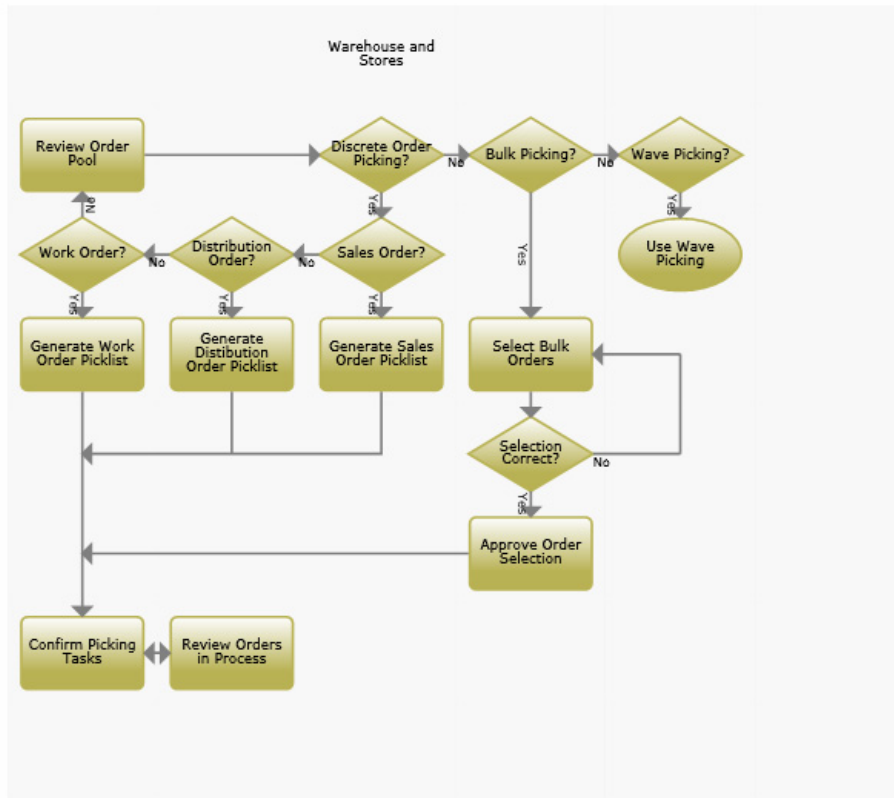 Warehouse and
Stores
Review Order
Pool
Discrete Order
Picking?
No
Bulk Picking?
No
Wave Picking?
No
Yes
Yes
Work Order?
No
Distribution
Order?
No
Sales Order?
Yes
Use Wave
Picking
Yes
Yes
Yes
Generate Work
Order Picklist
Generate
Distibution
Order Picklist
Generate Sales
Order Picklist
Select Bulk
Orders
Selection
Correct?
No
Yes
Approve Order
Selection
Confirm Picking
Tasks
Review Orders
in Process